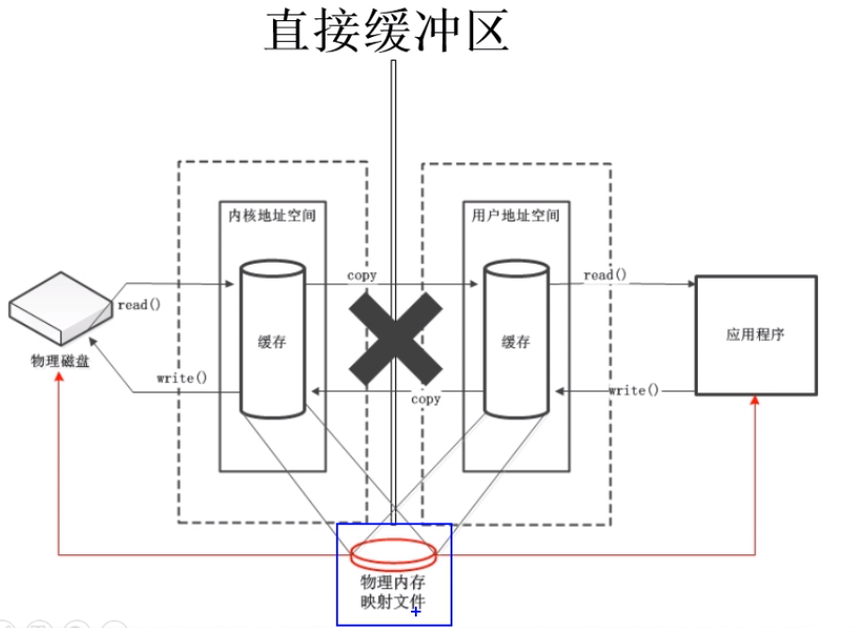 直接缓冲区
内核地址空间
用户地址空间
copy
read()
read()
物理磁盘
缓存
缓存
应用程序
write()
copy
write()
物理内存
映射文件